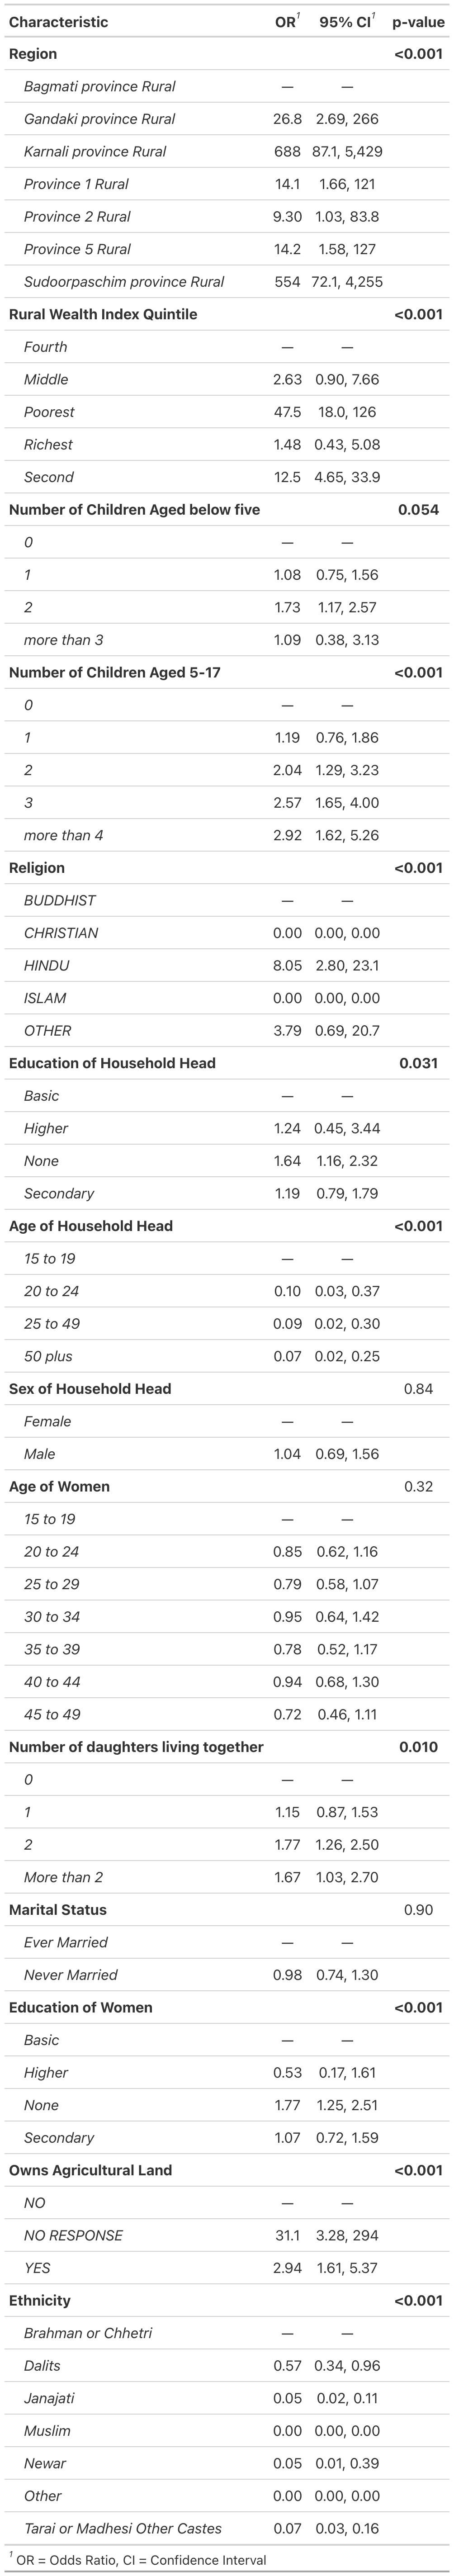 Characteristic OR¹ 95% CI¹ p-value
Region <0.001
Bagmati province Rural — —
Gandaki province Rural 26.8 2.69, 266
Karnali province Rural 688 87.1, 5,429
Province 1 Rural 14.1 1.66, 121
Province 2 Rural 9.30 1.03, 83.8
Province 5 Rural 14.2 1.58, 127
Sudoorpaschim province Rural 554 72.1, 4,255
Rural Wealth Index Quintile <0.001
Fourth — —
Middle 2.63 0.90, 7.66
Poorest 47.5 18.0, 126
Richest 1.48 0.43, 5.08
Second 12.5 4.65, 33.9
Number of Children Aged below five 0.054
0 — —
1 1.08 0.75, 1.56
2 1.73 1.17, 2.57
more than 3 1.09 0.38, 3.13
Number of Children Aged 5-17 <0.001
0 — —
1 1.19 0.76, 1.86
2 2.04 1.29, 3.23
3 2.57 1.65, 4.00
more than 4 2.92 1.62, 5.26
Religion <0.001
BUDDHIST — —
CHRISTIAN 0.00 0.00, 0.00
HINDU 8.05 2.80, 23.1
ISLAM 0.00 0.00, 0.00
OTHER 3.79 0.69, 20.7
Education of Household Head 0.031
Basic — —
Higher 1.24 0.45, 3.44
None 1.64 1.16, 2.32
Secondary 1.19 0.79, 1.79
Age of Household Head <0.001
15 to 19 — —
20 to 24 0.10 0.03, 0.37
25 to 49 0.09 0.02, 0.30
50 plus 0.07 0.02, 0.25
Sex of Household Head 0.84
Female — —
Male 1.04 0.69, 1.56
Age of Women 0.32
15 to 19 — —
20 to 24 0.85 0.62, 1.16
25 to 29 0.79 0.58, 1.07
30 to 34 0.95 0.64, 1.42
35 to 39 0.78 0.52, 1.17
40 to 44 0.94 0.68, 1.30
45 to 49 0.72 0.46, 1.11
Number of daughters living together 0.010
0 — —
1 1.15 0.87, 1.53
2 1.77 1.26, 2.50
More than 2 1.67 1.03, 2.70
Marital Status 0.90
Ever Married — —
Never Married 0.98 0.74, 1.30
Education of Women <0.001
Basic — —
Higher 0.53 0.17, 1.61
None 1.77 1.25, 2.51
Secondary 1.07 0.72, 1.59
Owns Agricultural Land <0.001
NO — —
NO RESPONSE 31.1 3.28, 294
YES 2.94 1.61, 5.37
Ethnicity <0.001
Brahman or Chhetri — —
Dalits 0.57 0.34, 0.96
Janajati 0.05 0.02, 0.11
Muslim 0.00 0.00, 0.00
Newar 0.05 0.01, 0.39
Other 0.00 0.00, 0.00
Tarai or Madhesi Other Castes 0.07 0.03, 0.16
¹ OR = Odds Ratio, CI = Confidence Interval